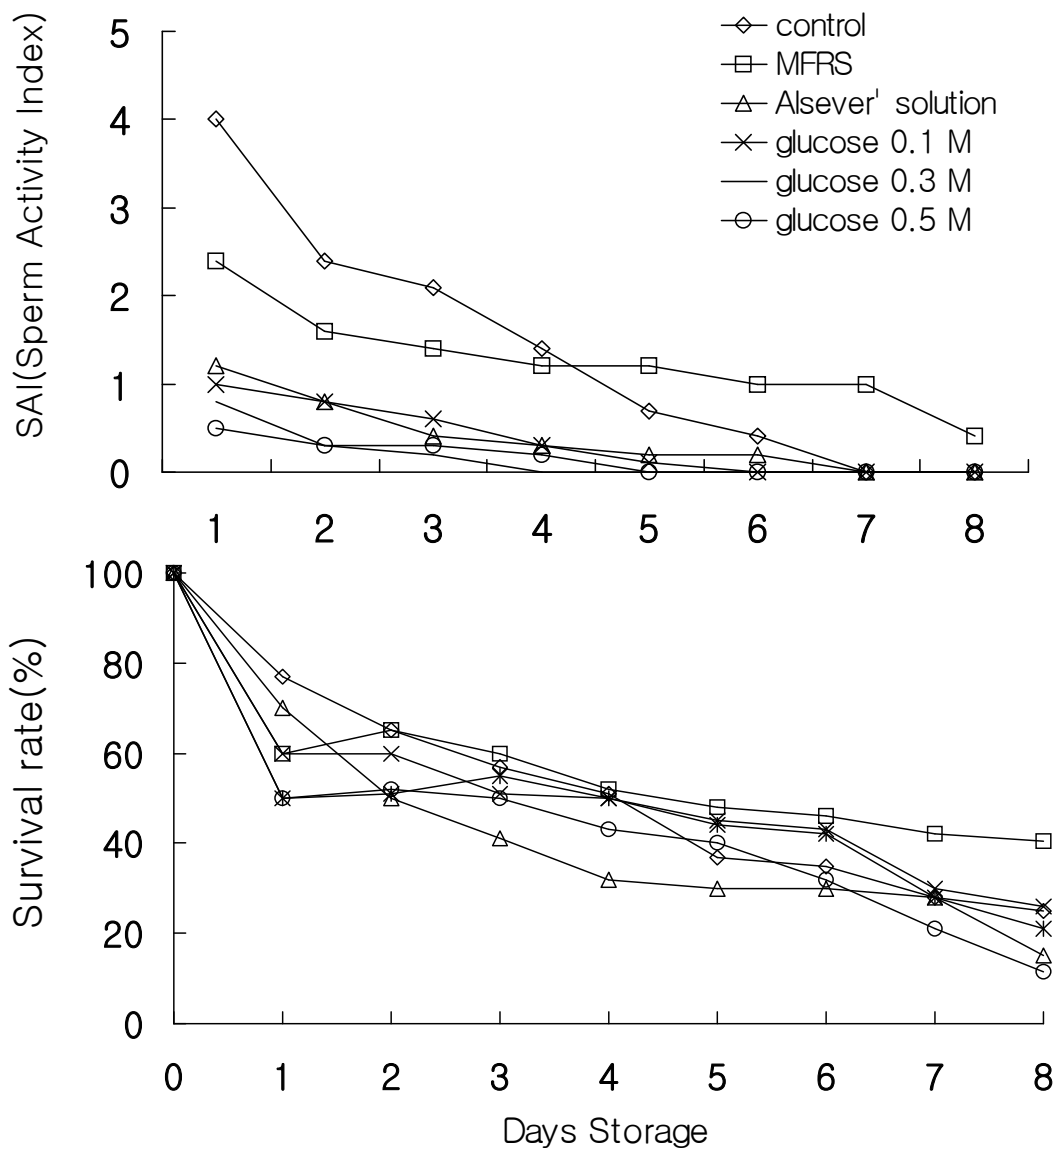 SAI(Sperm Activity Index)
5
4
3
2
1
0
control
MFRS
Alsever' solution
glucose 0.1 M
glucose 0.3 M
glucose 0.5 M
1 2 3 4 5 6 7 8
Survival rate(%)
100
80
60
40
20
0
0 1 2 3 4 5 6 7 8
Days Storage